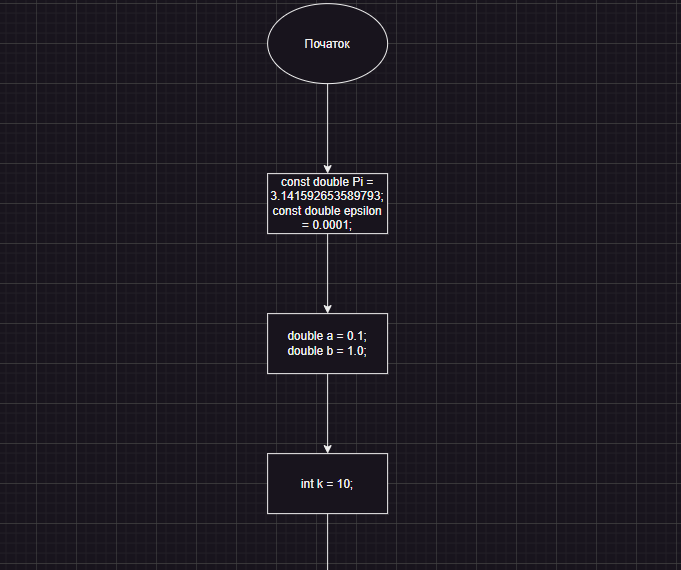 Початок
const double Pi =
3.141592653589793;
const double epsilon
= 0.0001;
double a = 0.1;
double b = 1.0;
int k = 10;